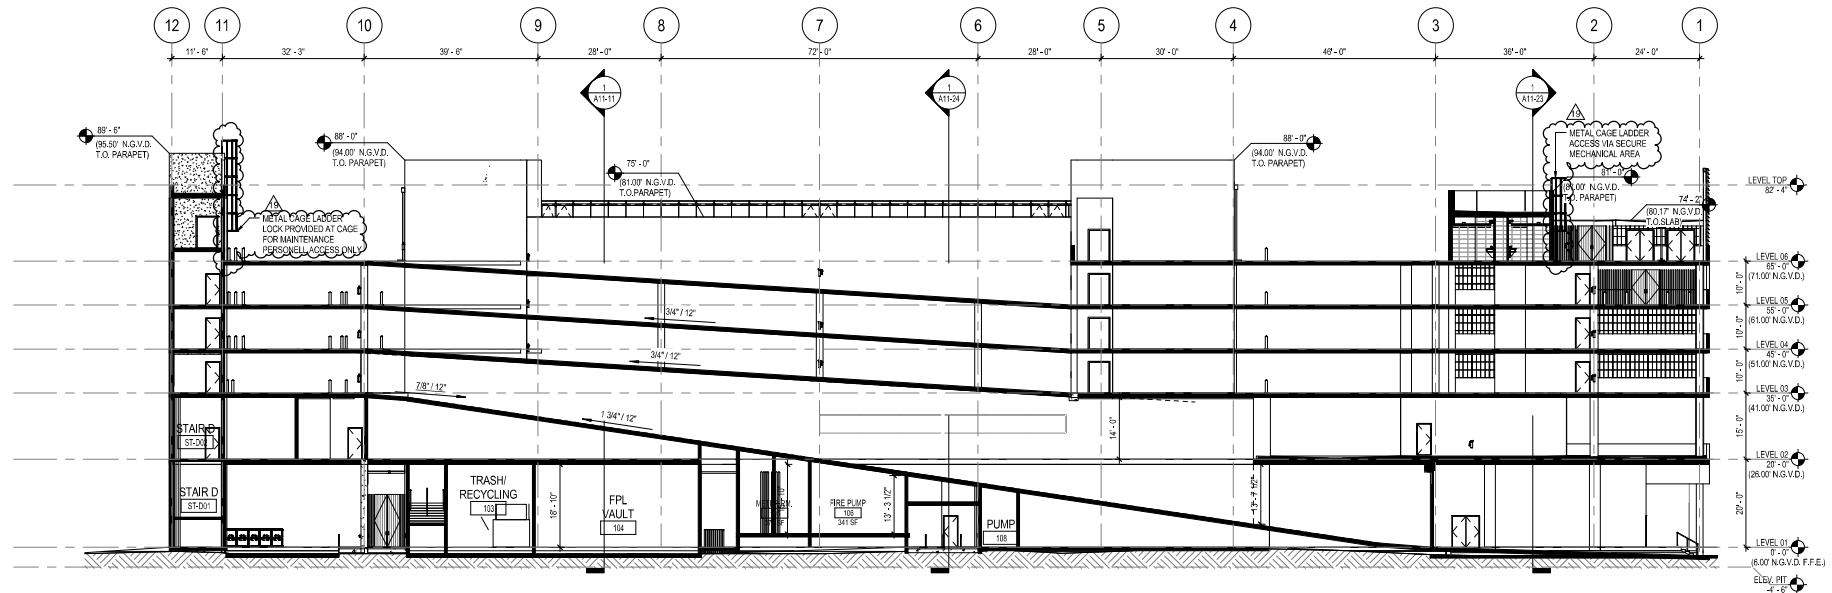 12 11 10 9 8 7 6 5 4 3 2 1
11' - 6" 32' - 3" 39' - 6" 28' - 0" 72' - 0" 28' - 0" 30' - 0" 46' - 0" 36' - 0" 24' - 0"
1
A11-11
1
A11-24
1
A11-23
89' - 6"
(95.50' N.G.V.D.
T.O. PARAPET)
88' - 0"
(94.00' N.G.V.D.
T.O. PARAPET)
75' - 0"
(81.00' N.G.V.D.
T.O.PARAPET)
88' - 0"
(94.00' N.G.V.D.
T.O. PARAPET)
19
METAL CAGE LADDER
ACCESS VIA SECURE
MECHANICAL AREA
81' - 0"
N.G.V.D.
T.O. PARAPET)
74' - 2"
(80.17' N.G.V.D.
T.O.SLAB)
19
METAL CAGE LADDER
LOCK PROVIDED AT CAGE
FOR MAINTENANCE
PERSONELL ACCESS ONLY
LEVEL TOP
82' - 4"
LEVEL 06
65' - 0"
(71.00' N.G.V.D.)
10' - 0"
LEVEL 05
55' - 0"
(61.00' N.G.V.D.)
10' - 0"
LEVEL 04
45' - 0"
(51.00' N.G.V.D.)
10' - 0"
LEVEL 03
35' - 0"
(41.00' N.G.V.D.)
15' - 0"
LEVEL 02
20' - 0"
(26.00' N.G.V.D.)
20' - 0"
LEVEL 01
0' - 0"
(6.00' N.G.V.D. F.F.E.)
ELEV. PIT
-4' - 6"
3/4" / 12"
3/4" / 12"
7/8" / 12"
1 3/4" / 12"
14' - 0"
STAIR D
ST-D02
STAIR D
ST-D01
TRASH/
RECYCLING
103
18' - 10"
FPL
VAULT
104
FIRE PUMP
106
341 SF
13' - 3 1/2"
PUMP
108
13' - 7 1/2"